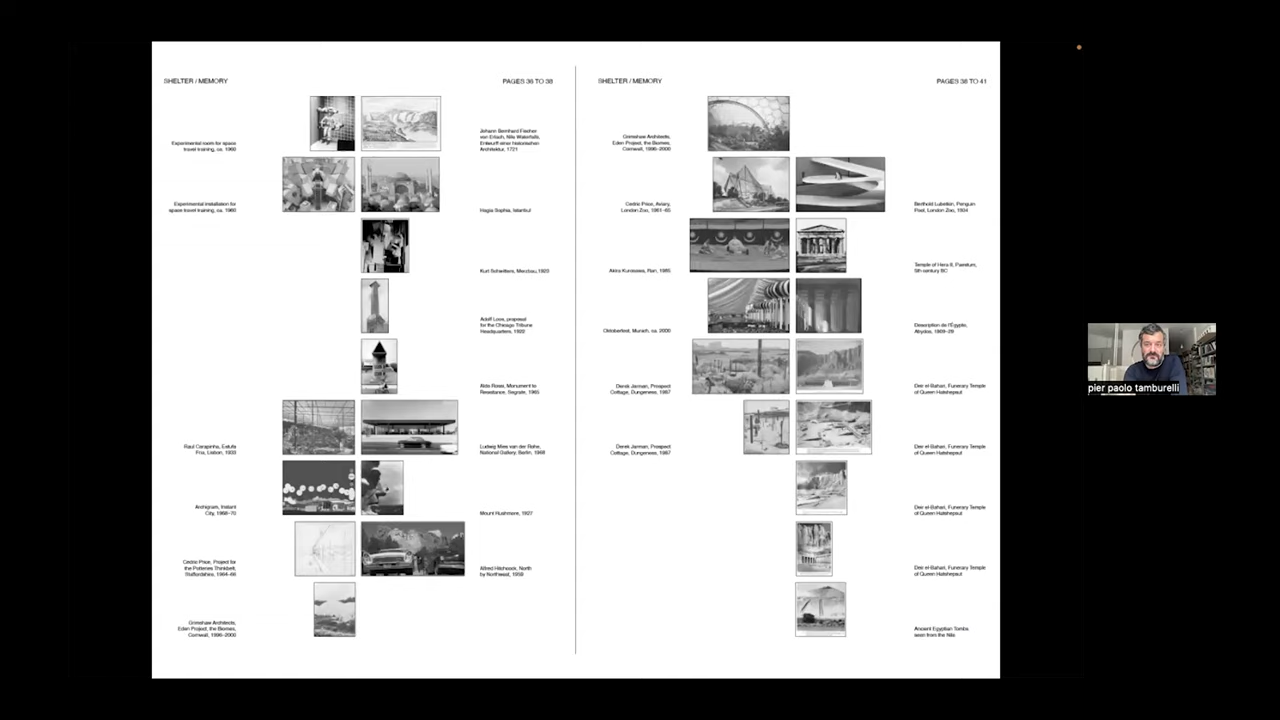 SHELTER / MEMORY
PAGES 36 TO 38
Experimental room for space
travel training, ca. 1960
Johann Bernhard Fischer
von Erlach, Nile Waterfalls,
Entwurff einer historischen
Architektur, 1721
Experimental installation for
space travel training, ca. 1960
Hagia Sophia, Istanbul
Kurt Schwitters, Merzbau, 1923
Adolf Loos, proposal
for the Chicago Tribune
Headquarters, 1922
Aldo Rossi, Monument to
Resistance, Segrate, 1965
Raul Carapinha, Estufa
Fria, Lisbon, 1933
Ludwig Mies van der Rohe,
National Gallery, Berlin, 1968
Archigram, Instant
City, 1968–70
Mount Rushmore, 1927
Cedric Price, Project for
the Potteries Thinkbelt,
Staffordshire, 1964–66
Alfred Hitchcock, North
by Northwest, 1959
Grimshaw Architects,
Eden Project, the Biomes,
Cornwall, 1996–2000
SHELTER / MEMORY
PAGES 38 TO 41
Grimshaw Architects,
Eden Project, the Biomes,
Cornwall, 1996–2000
Cedric Price, Aviary,
London Zoo, 1961–65
Berthold Lubetkin, Penguin
Pool, London Zoo, 1934
Akira Kurosawa, Ran, 1985
Temple of Hera II, Paestum,
5th century BC
Oktoberfest, Munich, ca. 2000
Description de l'Égypte,
Abydos, 1809–28
Derek Jarman, Prospect
Cottage, Dungeness, 1987
Deir el-Bahari, Funerary Temple
of Queen Hatshepsut
Derek Jarman, Prospect
Cottage, Dungeness, 1987
Deir el-Bahari, Funerary Temple
of Queen Hatshepsut
Deir el-Bahari, Funerary Temple
of Queen Hatshepsut
Deir el-Bahari, Funerary Temple
of Queen Hatshepsut
Ancient Egyptian Tombs
seen from the Nile
pier paolo tamburelli